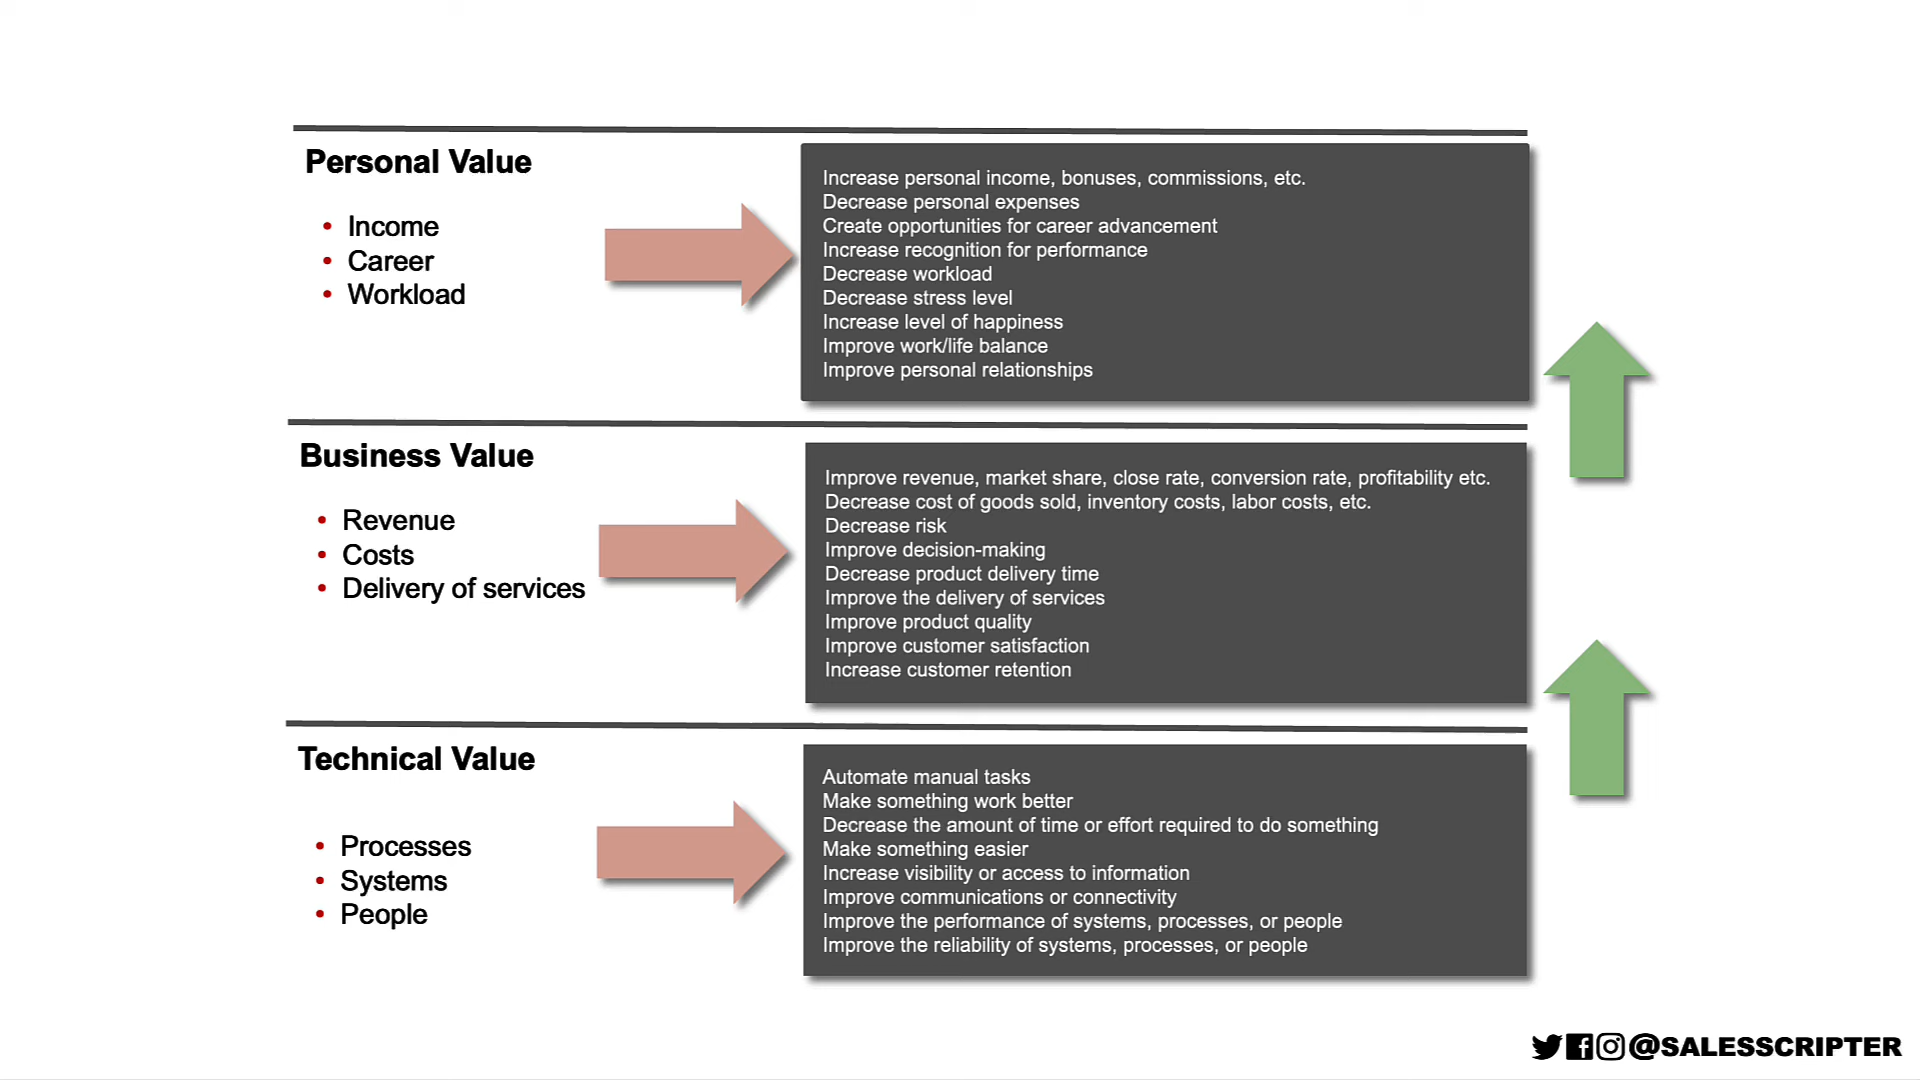 Personal Value
• Income
• Career
• Workload
Increase personal income, bonuses, commissions, etc.
Decrease personal expenses
Create opportunities for career advancement
Increase recognition for performance
Decrease workload
Decrease stress level
Increase level of happiness
Improve work/life balance
Improve personal relationships
Business Value
• Revenue
• Costs
• Delivery of services
Improve revenue, market share, close rate, conversion rate, profitability etc.
Decrease cost of goods sold, inventory costs, labor costs, etc.
Decrease risk
Improve decision-making
Decrease product delivery time
Improve the delivery of services
Improve product quality
Improve customer satisfaction
Increase customer retention
Technical Value
• Processes
• Systems
• People
Automate manual tasks
Make something work better
Decrease the amount of time or effort required to do something
Make something easier
Increase visibility or access to information
Improve communications or connectivity
Improve the performance of systems, processes, or people
Improve the reliability of systems, processes, or people
@SALESSCRIPTER